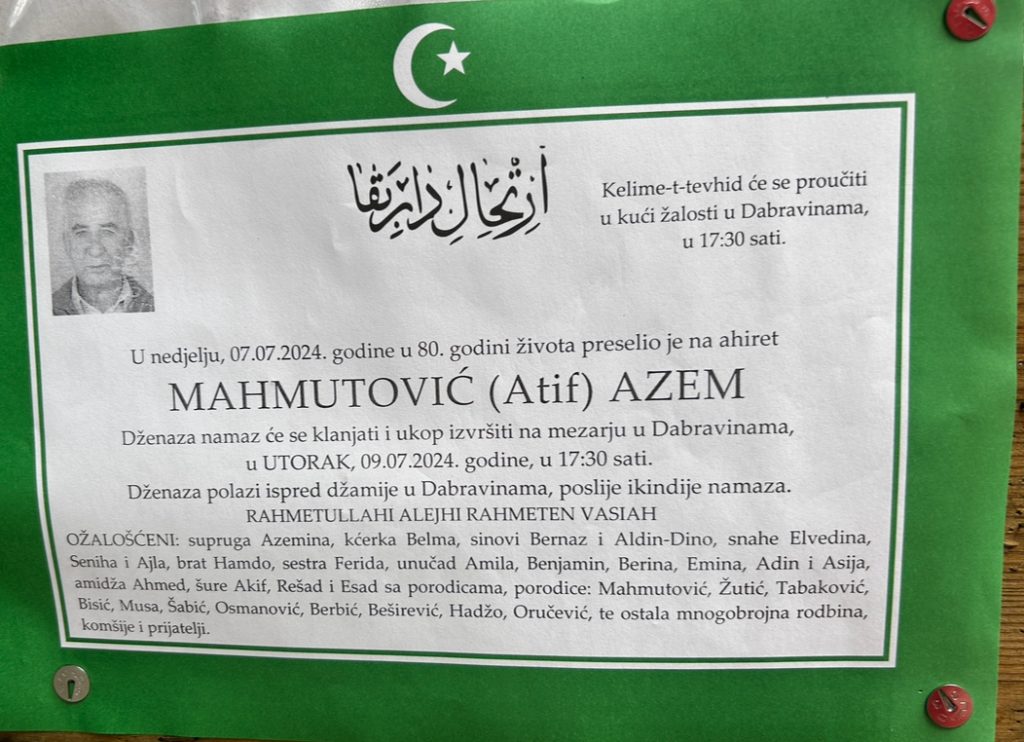 ارتحال دار بقا
Kelime-t-tevhid će se proučiti
u kući žalosti u Dabravinama,
u 17:30 sati.
U nedjelju, 07.07.2024. godine u 80. godini života preselio je na ahiret
MAHMUTOVIĆ (Atif) AZEM
Dženaza namaz će se klanjati i ukop izvršiti na mezarju u Dabravinama,
u UTORAK, 09.07.2024. godine, u 17:30 sati.
Dženaza polazi ispred džamije u Dabravinama, poslije ikindije namaza.
RAHMETULLAHI ALEJHI RAHMETEN VASIAH
OŽALOŠĆENI: supruga Azemina, kćerka Belma, sinovi Bernaz i Aldin-Dino, snahe Elvedina,
Seniha i Ajla, brat Hamdo, sestra Ferida, unučad Amila, Benjamin, Berina, Emina, Adin i Asija,
amidža Ahmed, šure Akif, Rešad i Esad sa porodicama, porodice: Mahmutović, Žutić, Tabaković,
Bisić, Musa, Šabić, Osmanović, Berbić, Beširević, Hadžo, Oručević, te ostala mnogobrojna rodbina,
komšije i prijatelji.